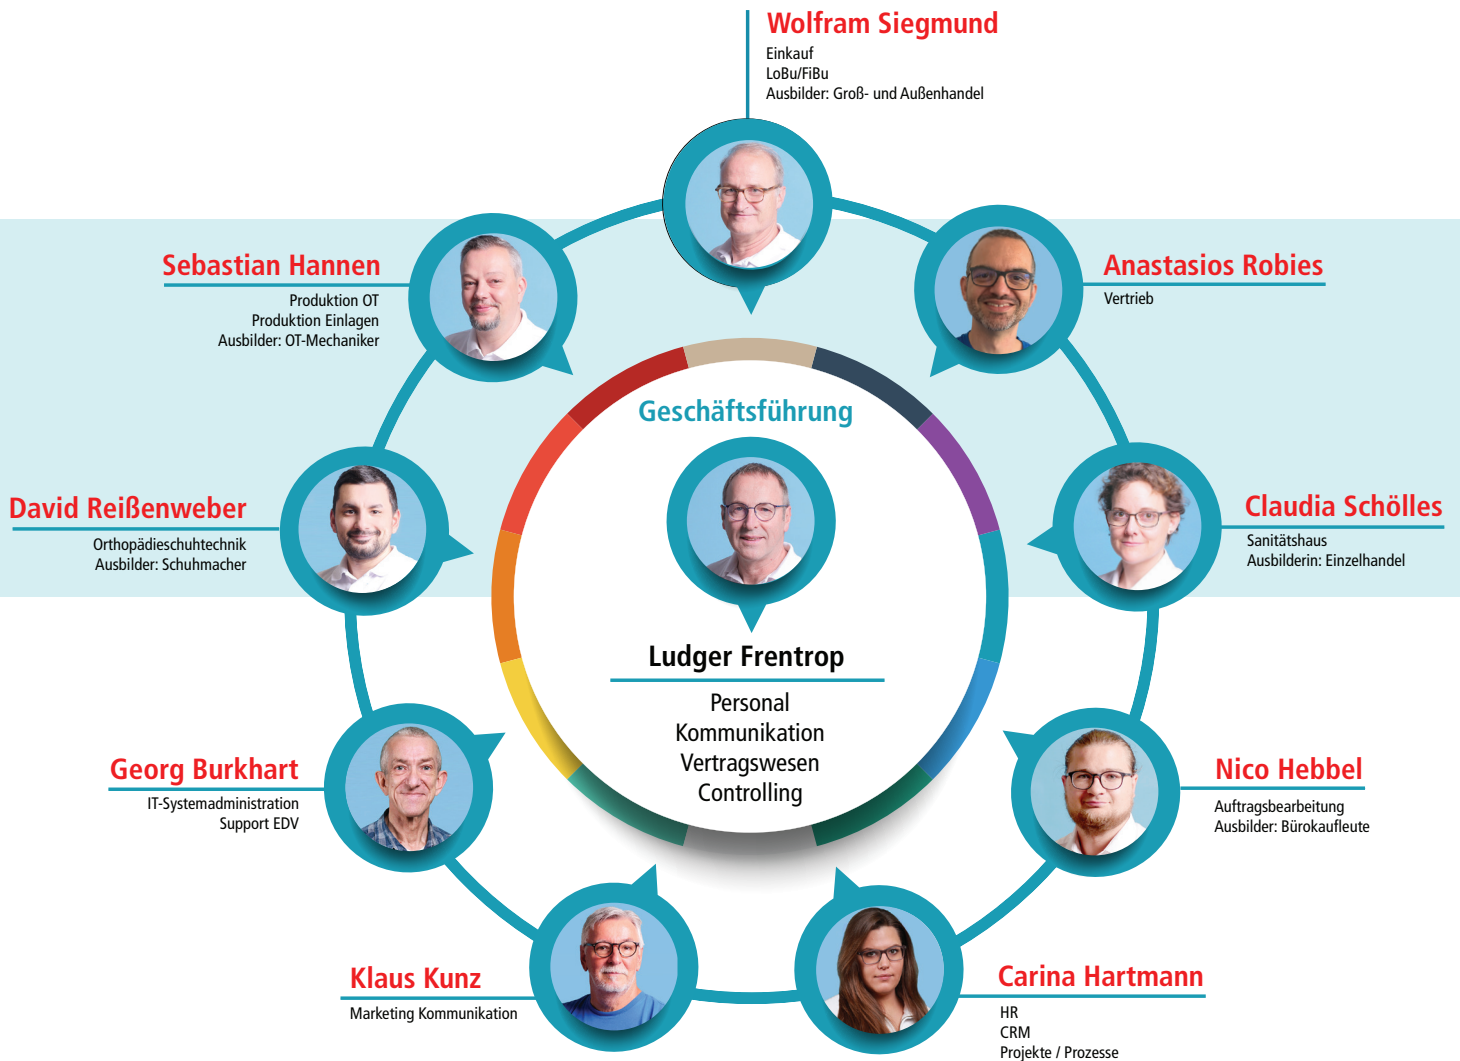 Wolfram Siegmund
Einkauf
LoBu/FiBu
Ausbilder: Groß- und Außenhandel
Sebastian Hannen
Produktion OT
Produktion Einlagen
Ausbilder: OT-Mechaniker
Anastasios Robies
Vertrieb
Geschäftsführung
Ludger Frentrop
Personal
Kommunikation
Vertragswesen
Controlling
David Reißenweber
Orthopädieschuhtechnik
Ausbilder: Schuhmacher
Claudia Schölles
Sanitätshaus
Ausbilderin: Einzelhandel
Georg Burkhart
IT-Systemadministration
Support EDV
Nico Hebbel
Auftragsbearbeitung
Ausbilder: Bürokaufleute
Klaus Kunz
Marketing Kommunikation
Carina Hartmann
HR
CRM
Projekte / Prozesse